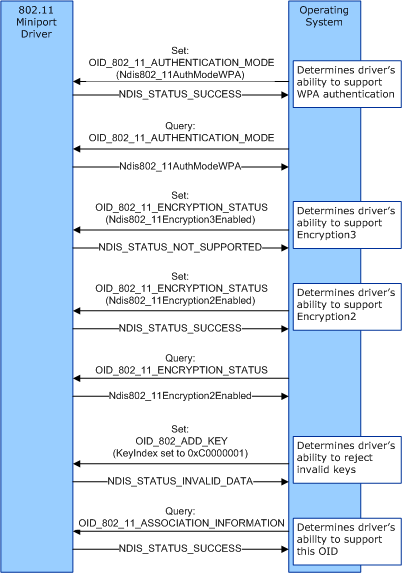 802.11
Miniport
Driver
Operating
System
Set:
OID_802_11_AUTHENTICATION_MODE
(Ndis802_11AuthModeWPA)
Determines driver's
ability to support
WPA authentication
NDIS_STATUS_SUCCESS
Query:
OID_802_11_AUTHENTICATION_MODE
Ndis802_11AuthModeWPA
Set:
OID_802_11_ENCRYPTION_STATUS
(Ndis802_11Encryption3Enabled)
Determines driver's
ability to support
Encryption3
NDIS_STATUS_NOT_SUPPORTED
Set:
OID_802_11_ENCRYPTION_STATUS
(Ndis802_11Encryption2Enabled)
Determines driver's
ability to support
Encryption2
NDIS_STATUS_SUCCESS
Query:
OID_802_11_ENCRYPTION_STATUS
Ndis802_11Encryption2Enabled
Set:
OID_802_ADD_KEY
(KeyIndex set to 0xC0000001)
Determines driver's
ability to reject
invalid keys
NDIS_STATUS_INVALID_DATA
Query:
OID_802_11_ASSOCIATION_INFORMATION
Determines driver's
ability to support
this OID
NDIS_STATUS_SUCCESS